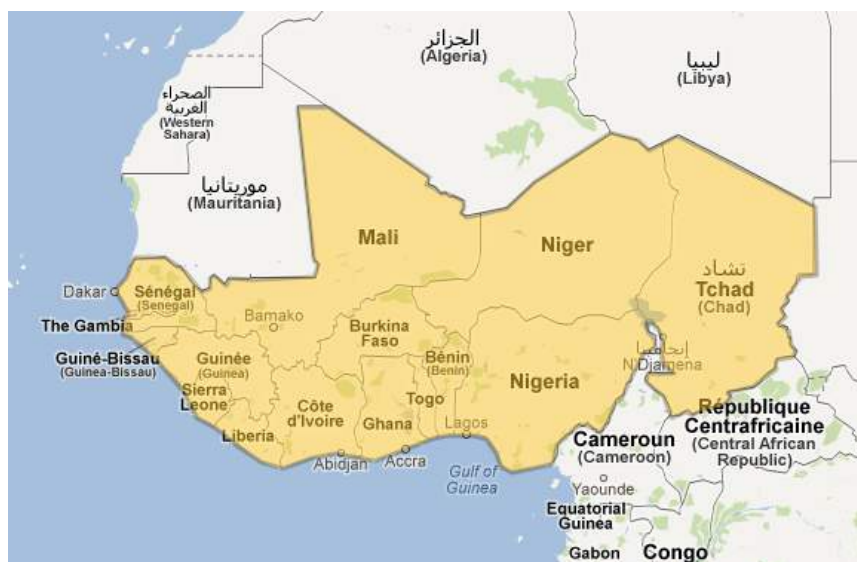 الجزائر
(Algeria)
ليبيا
(Libya)
الصحراء
الغربية
(Western
Sahara)
موريتانيا
(Mauritania)
Mali
Niger
تشاد
Tchad
(Chad)
Dakar
Sénégal
(Senegal)
The Gambia
Bamako
Burkina
Faso
Guiné-Bissau
(Guinea-Bissau)
Guinée
(Guinea)
Bénin
(Benin)
Nigeria
إنجامينا
N'Djamena
Sierra
Leone
Côte
d'Ivoire
Ghana
Togo
Lagos
Liberia
Abidjan
Accra
Gulf of
Guinea
Cameroun
(Cameroon)
République
Centrafricaine
(Central African
Republic)
Yaounde
Equatorial
Guinea
Gabon
Congo